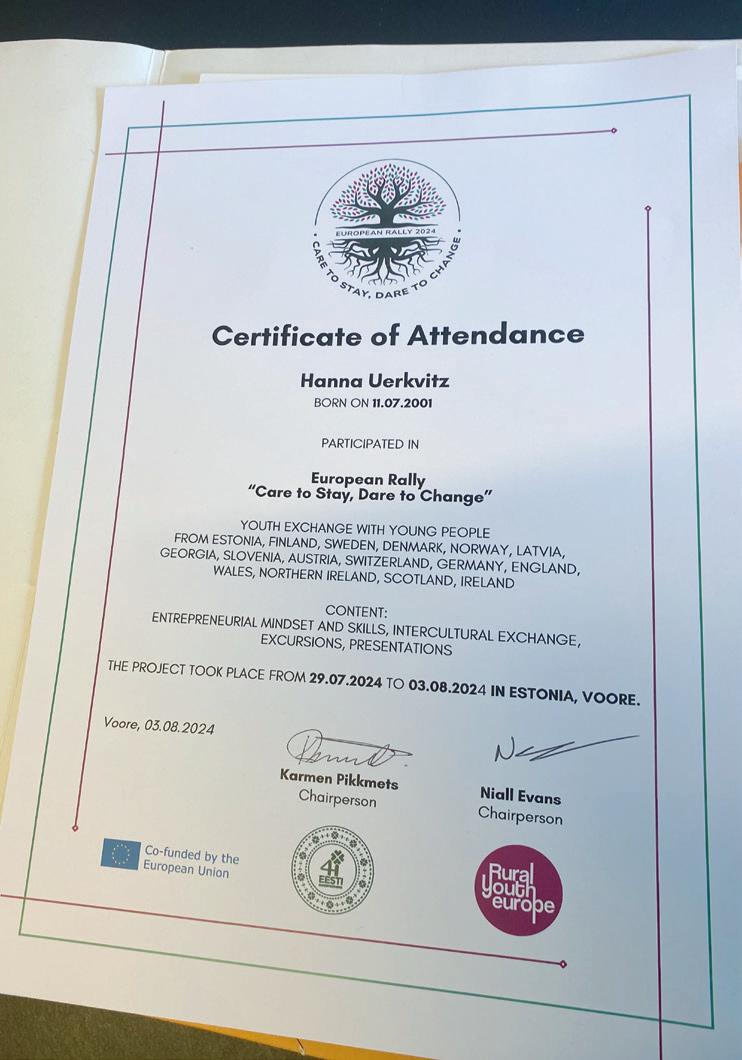 EUROPEAN RALLY 2024
• CARE TO STAY, DARE TO CHANGE •
Certificate of Attendance
Hanna Uerkvitz
BORN ON 11.07.2001
PARTICIPATED IN
European Rally
“Care to Stay, Dare to Change”
YOUTH EXCHANGE WITH YOUNG PEOPLE
FROM ESTONIA, FINLAND, SWEDEN, DENMARK, NORWAY, LATVIA,
GEORGIA, SLOVENIA, AUSTRIA, SWITZERLAND, GERMANY, ENGLAND,
WALES, NORTHERN IRELAND, SCOTLAND, IRELAND
CONTENT:
ENTREPRENEURIAL MINDSET AND SKILLS, INTERCULTURAL EXCHANGE,
EXCURSIONS, PRESENTATIONS
THE PROJECT TOOK PLACE FROM 29.07.2024 TO 03.08.2024 IN ESTONIA, VOORE.
Voore, 03.08.2024
Karmen Pikkmets
Chairperson
Niall Evans
Chairperson
Co-funded by the
European Union
4H
EESTI
Rural
youth
europe